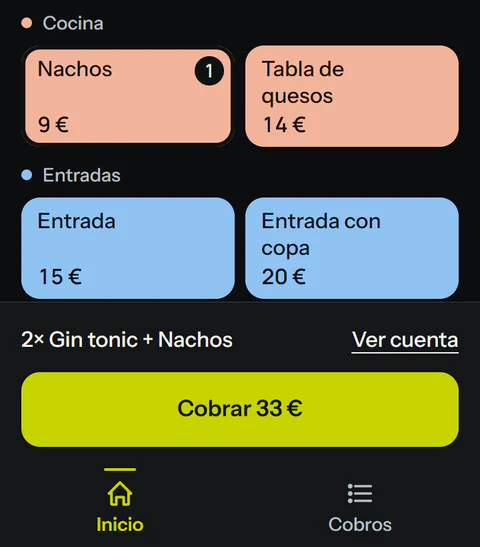 Cocina
Nachos 1
9 €
Tabla de
quesos
14 €
Entradas
Entrada
15 €
Entrada con
copa
20 €
2× Gin tonic + Nachos Ver cuenta
Cobrar 33 €
Inicio Cobros